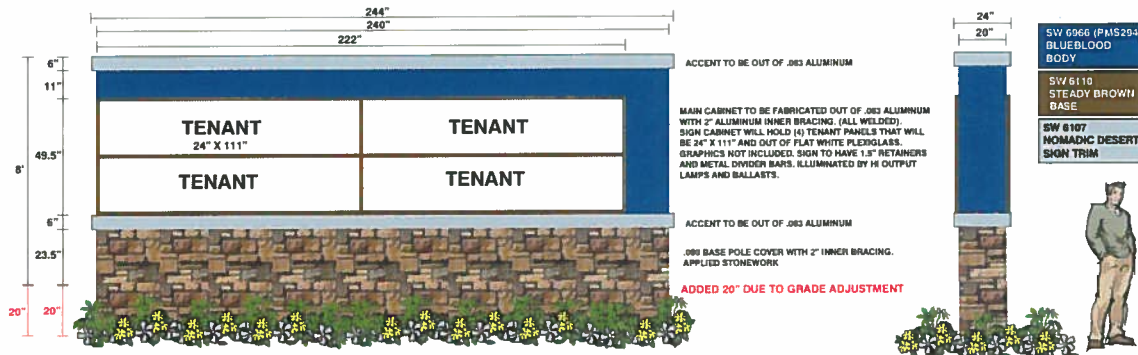 244"
240"
222"
6"
11"
49.5"
8'
6"
23.5"
20"
20"
TENANT
24" X 111"
TENANT
TENANT
TENANT
ACCENT TO BE OUT OF .063 ALUMINUM
MAIN CABINET TO BE FABRICATED OUT OF .063 ALUMINUM
WITH 2" ALUMINUM INNER BRACING. (ALL WELDED).
SIGN CABINET WILL HOLD (4) TENANT PANELS THAT WILL
BE 24" X 111" AND OUT OF FLAT WHITE PLEXIGLASS.
GRAPHICS NOT INCLUDED. SIGN TO HAVE 1.5" RETAINERS
AND METAL DIVIDER BARS. ILLUMINATED BY HI OUTPUT
LAMPS AND BALLASTS.
ACCENT TO BE OUT OF .063 ALUMINUM
.080 BASE POLE COVER WITH 2" INNER BRACING.
APPLIED STONEWORK
ADDED 20" DUE TO GRADE ADJUSTMENT
24"
20"
SW 6966 (PMS294
BLUEBLOOD
BODY
SW 6110
STEADY BROWN
BASE
SW 6107
NOMADIC DESERT
SIGN TRIM